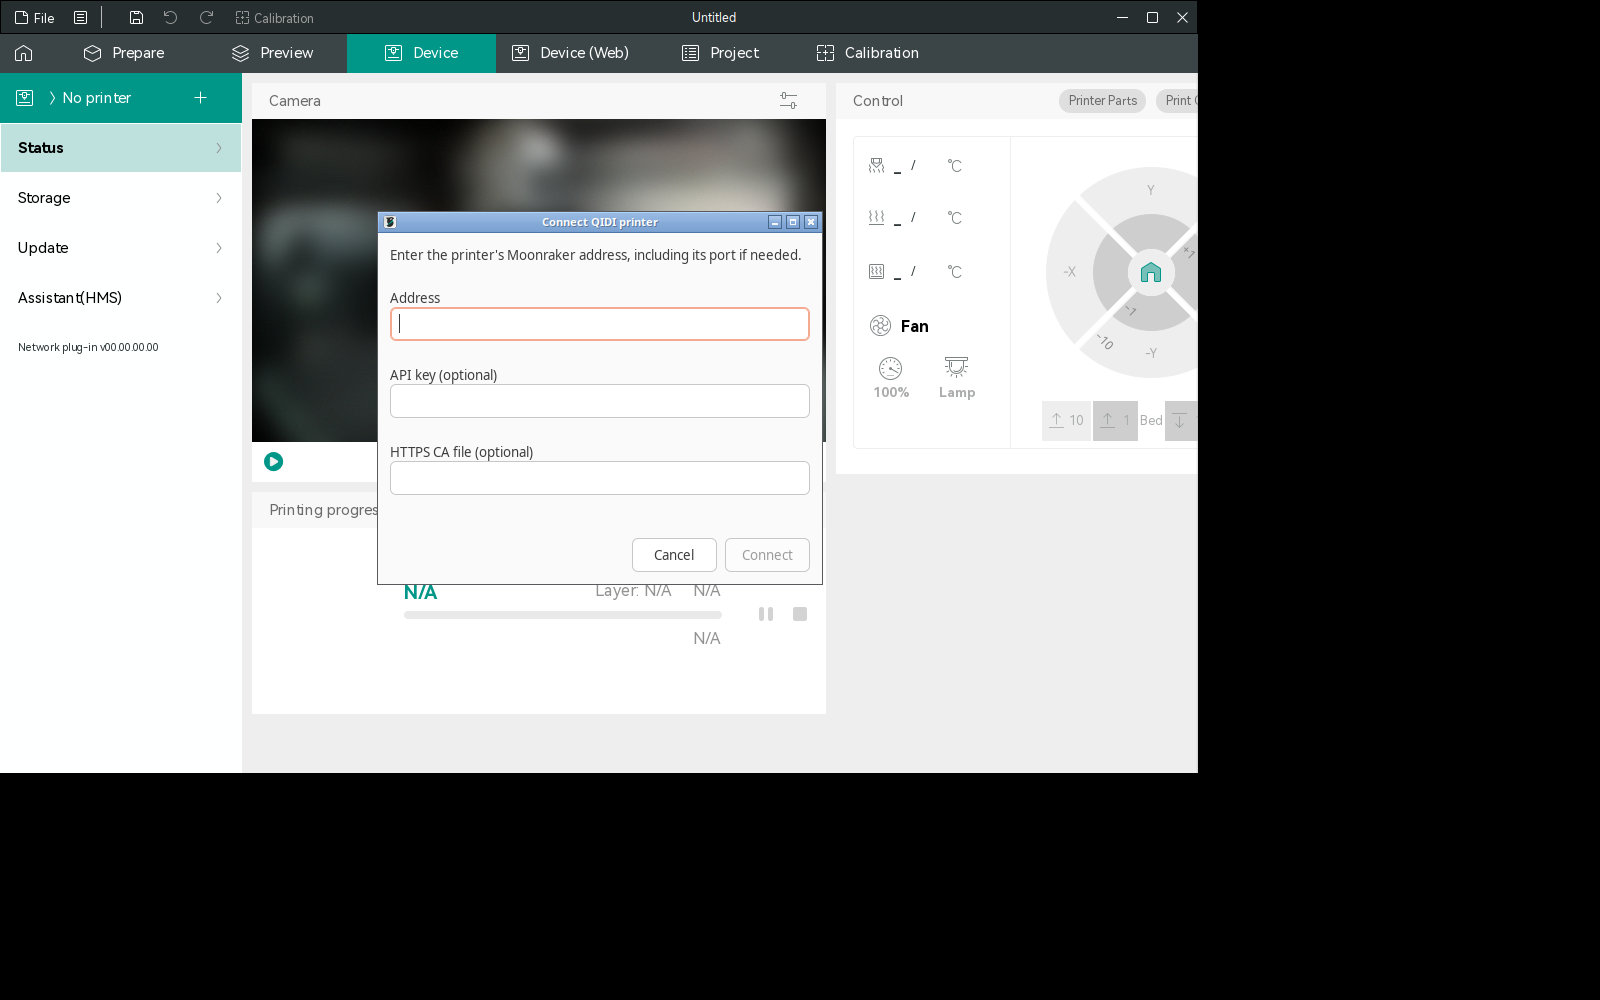 File
Calibration
Untitled
Prepare
Preview
Device
Device (Web)
Project
Calibration
No printer
Status
Storage
Update
Assistant(HMS)
Network plug-in v00.00.00.00
Camera
Control
Printer Parts
Print
Connect QIDI printer
Enter the printer's Moonraker address, including its port if needed.
Address
API key (optional)
HTTPS CA file (optional)
Cancel
Connect
_ / °C
_ / °C
_ / °C
Fan
100%
Lamp
Y
-X
-Y
+1
-1
-10
10
1
Bed
Printing progres
N/A
Layer: N/A
N/A
N/A